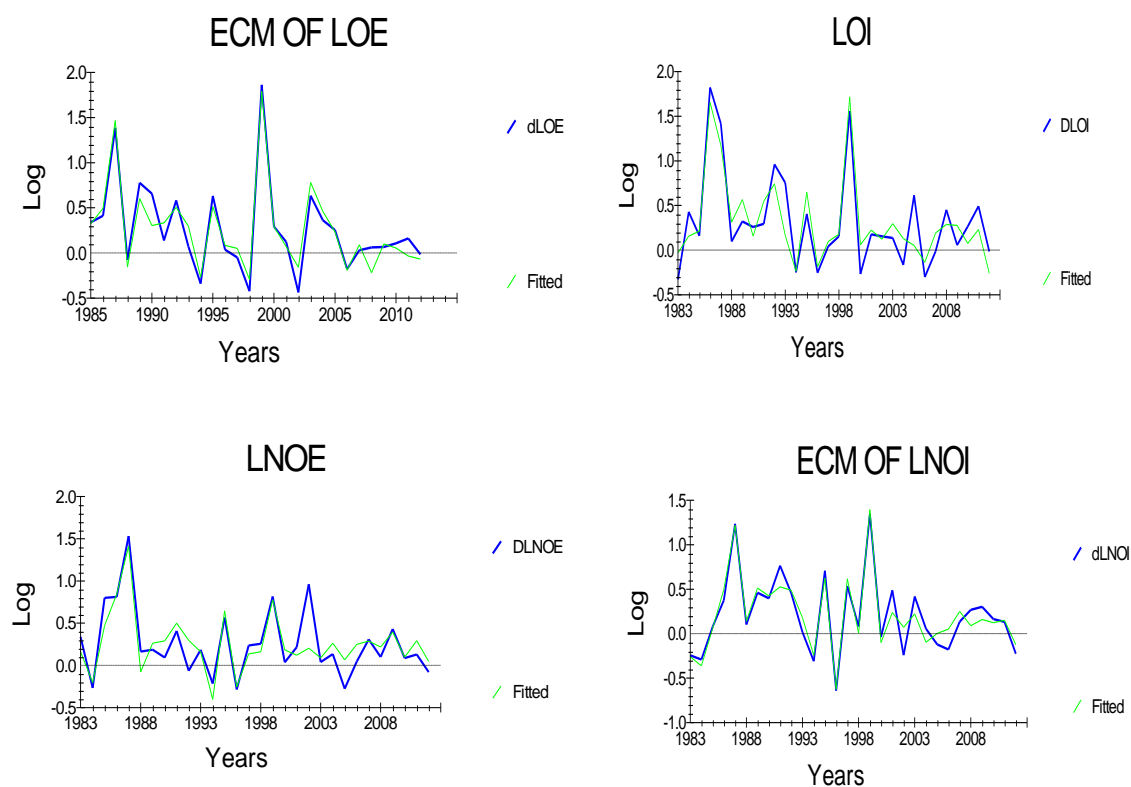 ECM OF LOE
2.0
1.5
1.0
0.5
0.0
-0.5
Log
1985 1990 1995 2000 2005 2010
Years
dLOE
Fitted
LOI
2.0
1.5
1.0
0.5
0.0
-0.5
Log
1983 1988 1993 1998 2003 2008
Years
DLOI
Fitted
LNOE
2.0
1.5
1.0
0.5
0.0
-0.5
Log
1983 1988 1993 1998 2003 2008
Years
DLNOE
Fitted
ECM OF LNOI
1.5
1.0
0.5
0.0
-0.5
-1.0
Log
1983 1988 1993 1998 2003 2008
Years
dLNOI
Fitted